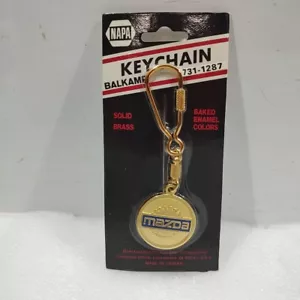 NAPA
KEYCHAIN
BALKAMP 731-1287
SOLID
BRASS
BAKED
ENAMEL
COLORS
mazda